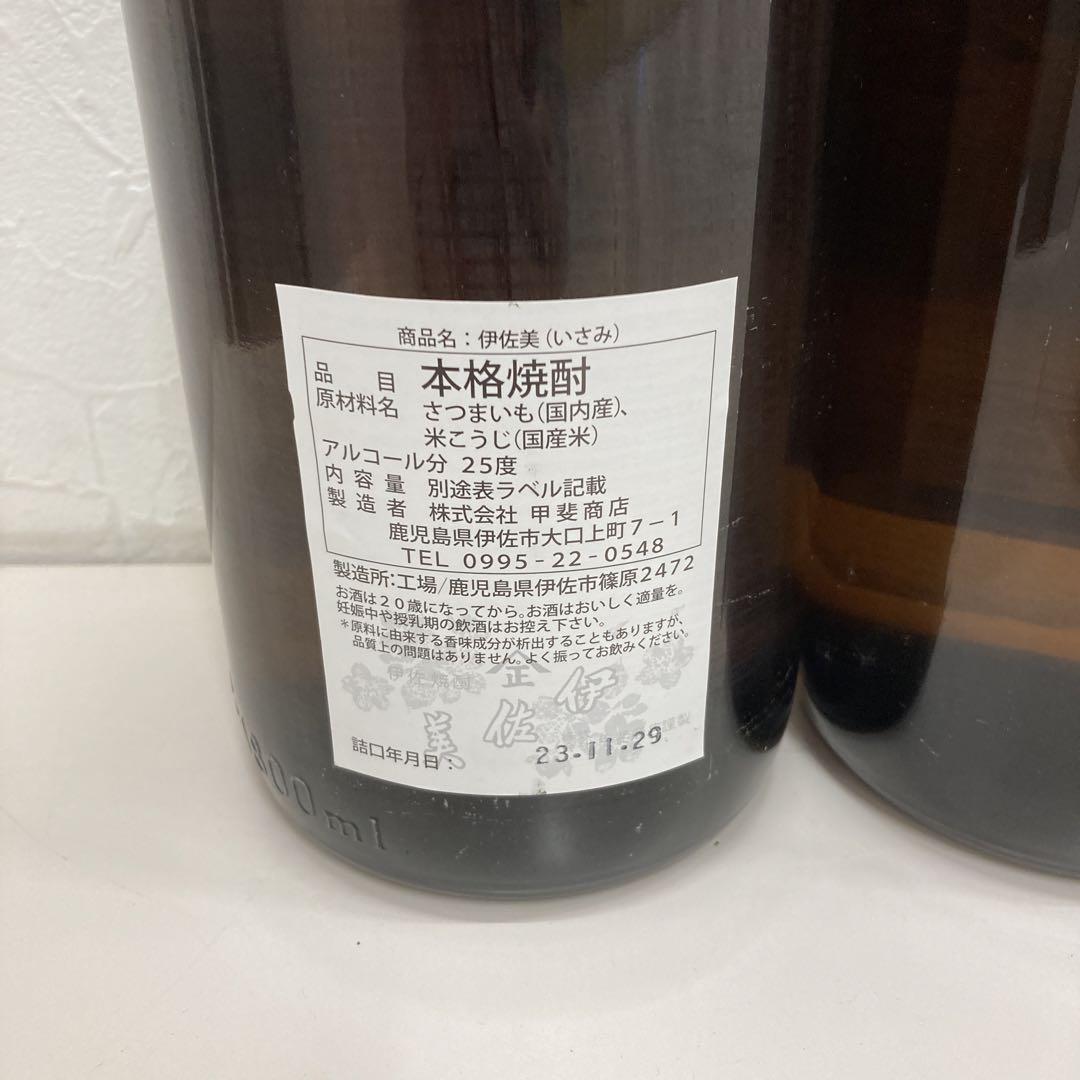 商品名：伊佐美（いさみ）
品目 本格焼酎
原材料名 さつまいも（国内産）、
米こうじ（国産米）
アルコール分 25度
内容量 別途表ラベル記載
製造者 株式会社 甲斐商店
鹿児島県伊佐市大口上町７－１
TEL 0995-22-0548
製造所:工場/鹿児島県伊佐市篠原2472
お酒は２０歳になってから。お酒はおいしく適量を。
妊娠中や授乳期の飲酒はお控え下さい。
＊原料に由来する香味成分が析出することもありますが、
品質上の問題はありません。よく振ってお飲みください。
伊佐焼酎
伊佐美
詰口年月日： 23-11-29
800ml